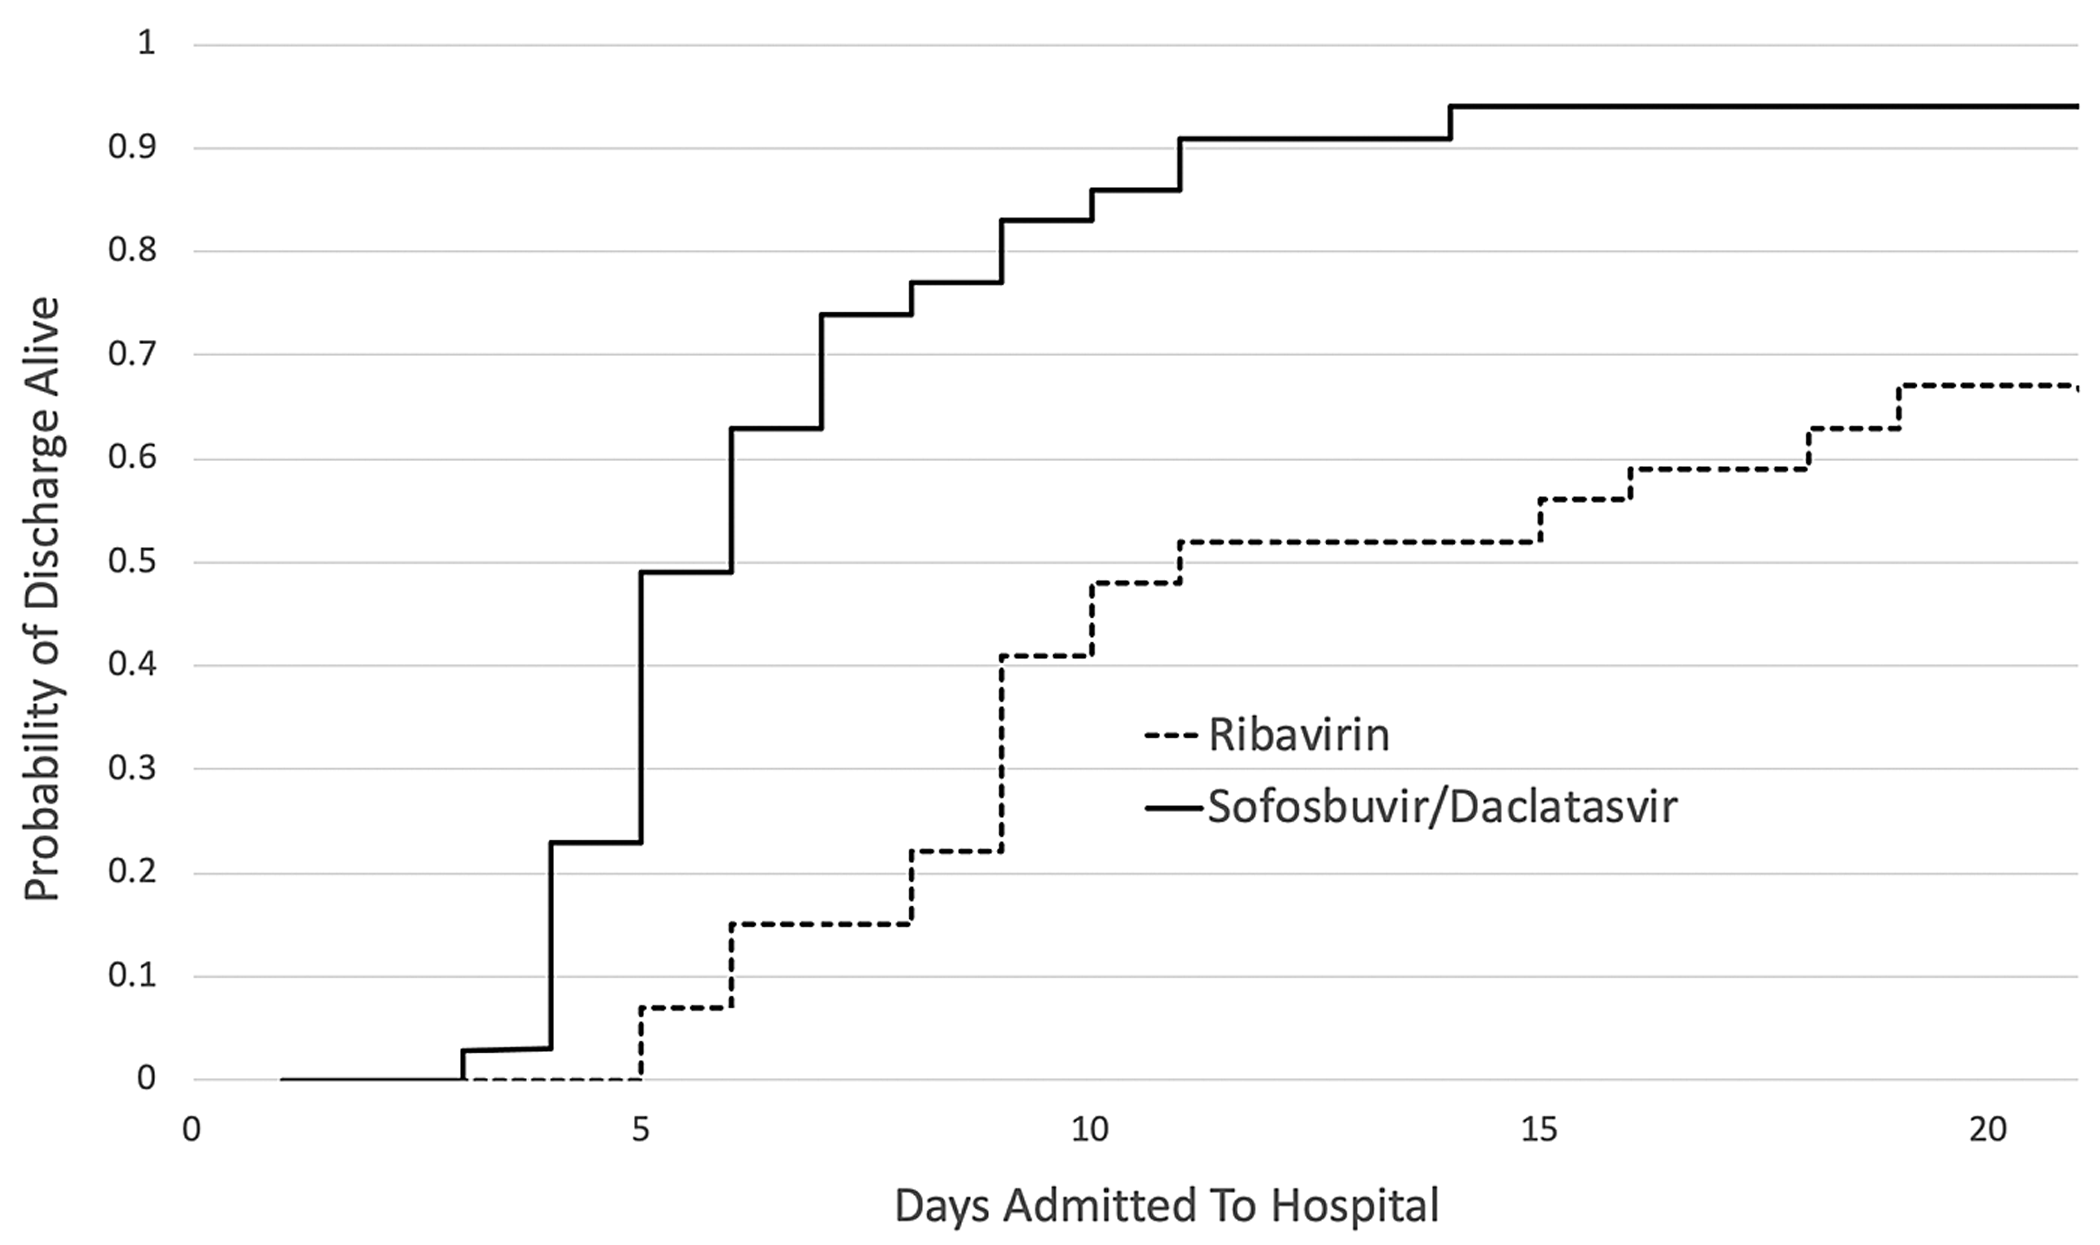 1
0.9
0.8
0.7
0.6
0.5
0.4
0.3
0.2
0.1
0
Probability of Discharge Alive
Ribavirin
Sofosbuvir/Daclatasvir
0 5 10 15 20
Days Admitted To Hospital